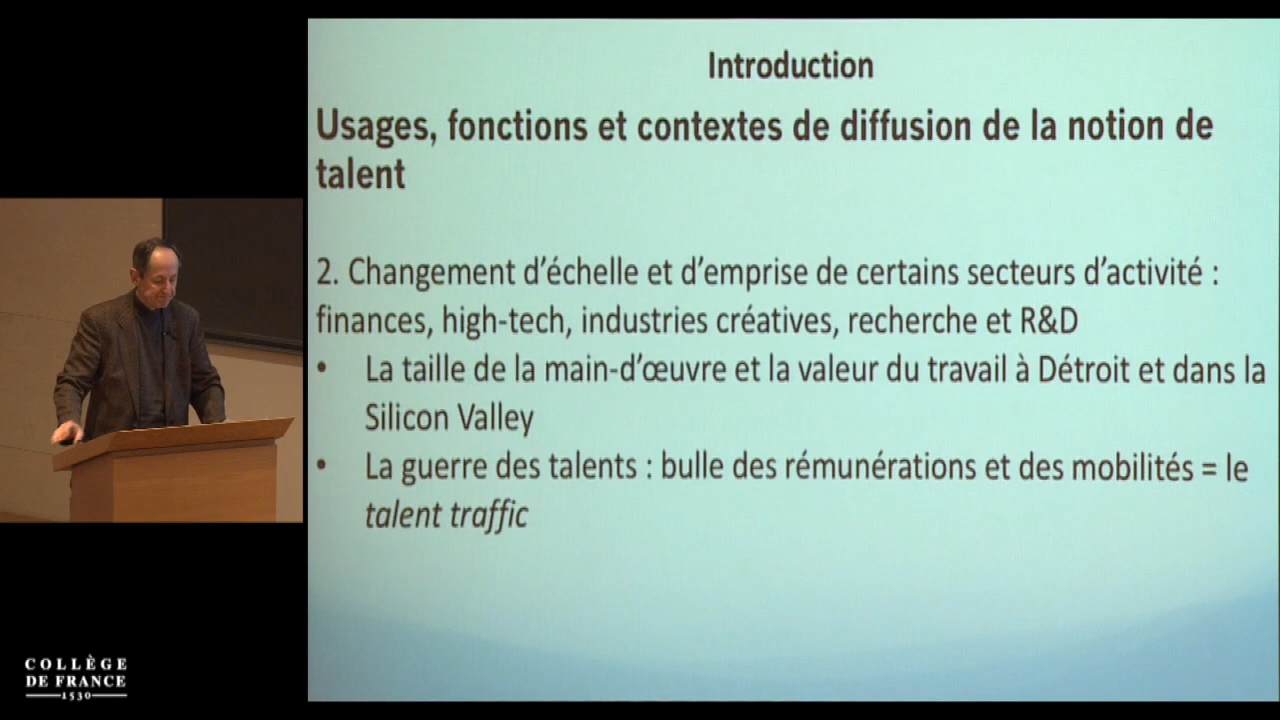 Introduction
Usages, fonctions et contextes de diffusion de la notion de
talent
2. Changement d’échelle et d’emprise de certains secteurs d’activité :
finances, high-tech, industries créatives, recherche et R&D
• La taille de la main-d’œuvre et la valeur du travail à Détroit et dans la
Silicon Valley
• La guerre des talents : bulle des rémunérations et des mobilités = le
talent traffic
COLLÈGE
DE FRANCE
1530